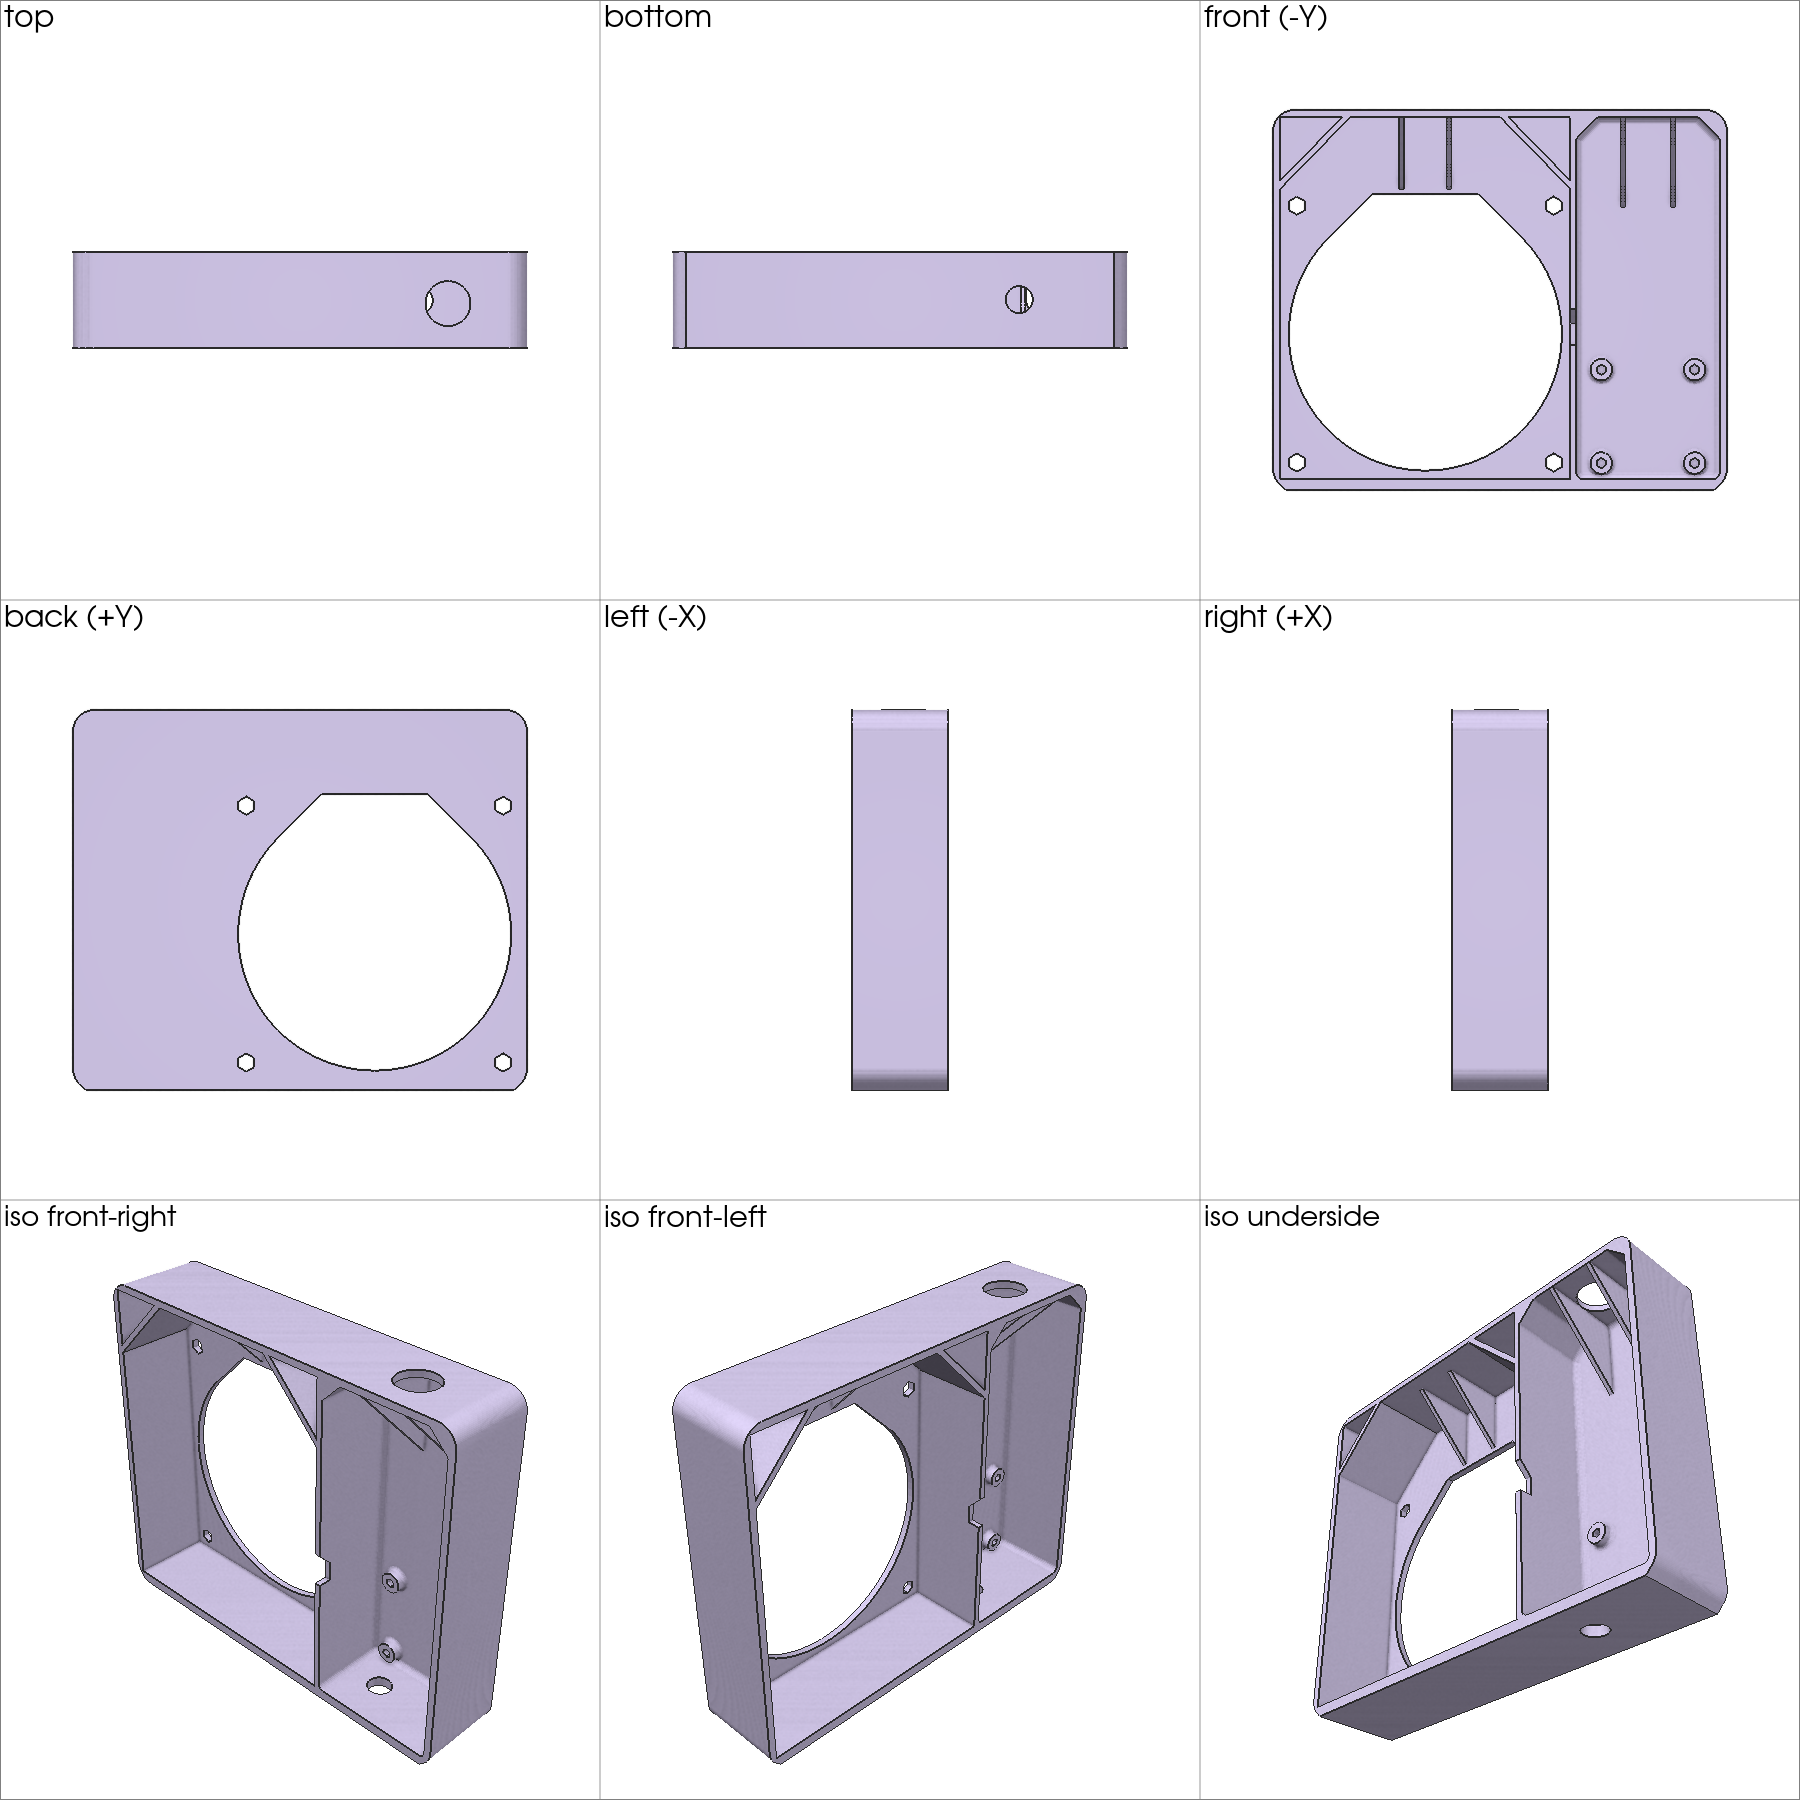 top
bottom
front (-Y)
back (+Y)
left (-X)
right (+X)
iso front-right
iso front-left
iso underside